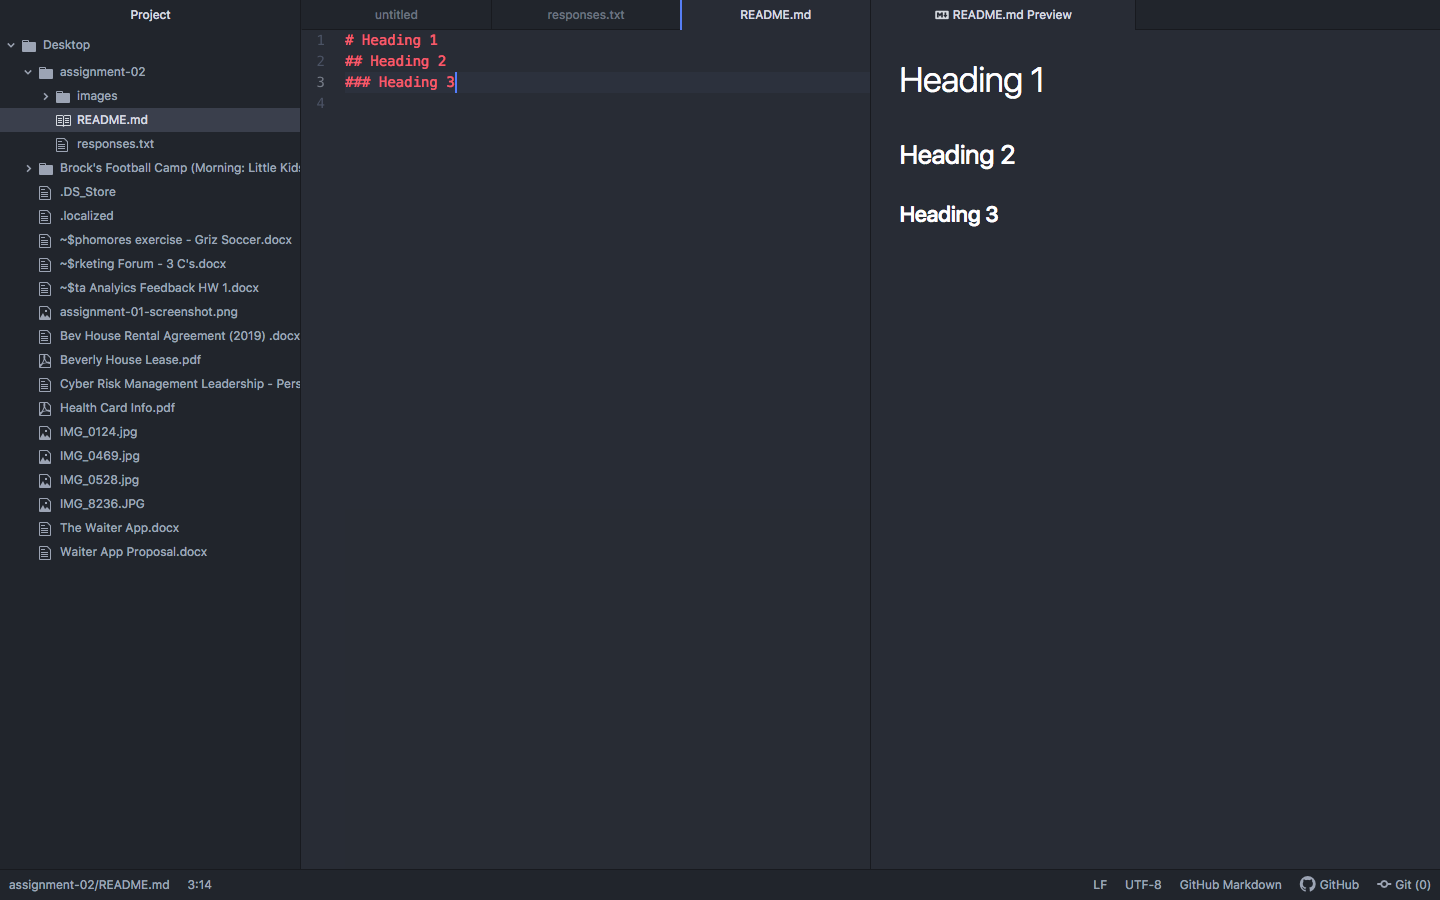 Project
Desktop
assignment-02
images
README.md
responses.txt
Brock's Football Camp (Morning: Little Kids
.DS_Store
.localized
~$phomores exercise - Griz Soccer.docx
~$rketing Forum - 3 C's.docx
~$ta Analyics Feedback HW 1.docx
assignment-01-screenshot.png
Bev House Rental Agreement (2019) .docx
Beverly House Lease.pdf
Cyber Risk Management Leadership - Pers
Health Card Info.pdf
IMG_0124.jpg
IMG_0469.jpg
IMG_0528.jpg
IMG_8236.JPG
The Waiter App.docx
Waiter App Proposal.docx
untitled responses.txt README.md README.md Preview
1 # Heading 1
2 ## Heading 2
3 ### Heading 3
4
Heading 1
Heading 2
Heading 3
assignment-02/README.md 3:14 LF UTF-8 GitHub Markdown GitHub Git (0)